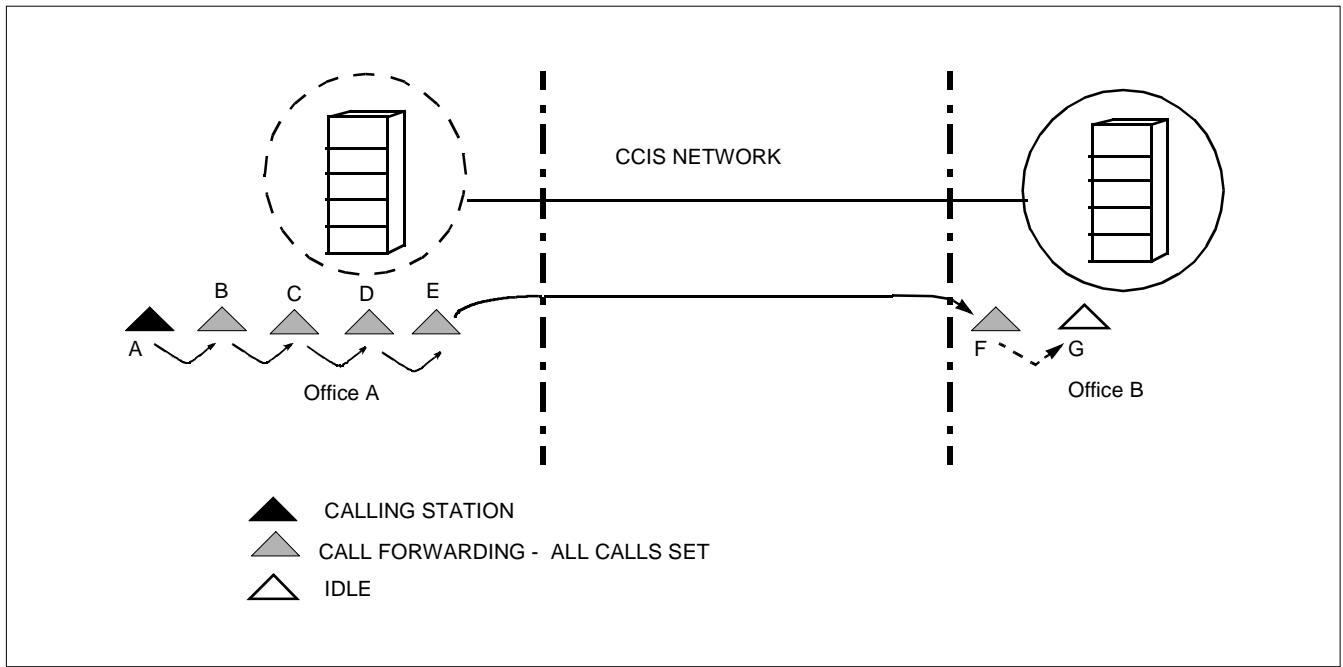 CCIS NETWORK
B C D E
A
F G
Office A
Office B
CALLING STATION
CALL FORWARDING - ALL CALLS SET
IDLE